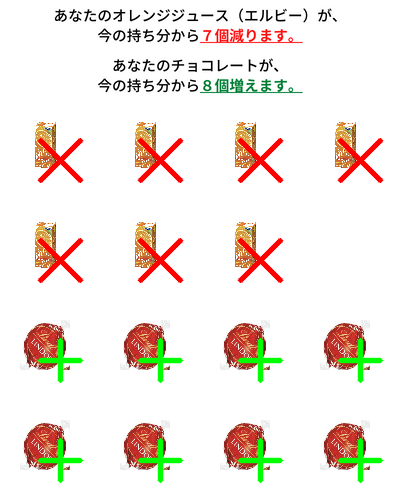 あなたのオレンジジュース（エルビー）が、
今の持ち分から７個減ります。
あなたのチョコレートが、
今の持ち分から８個増えます。